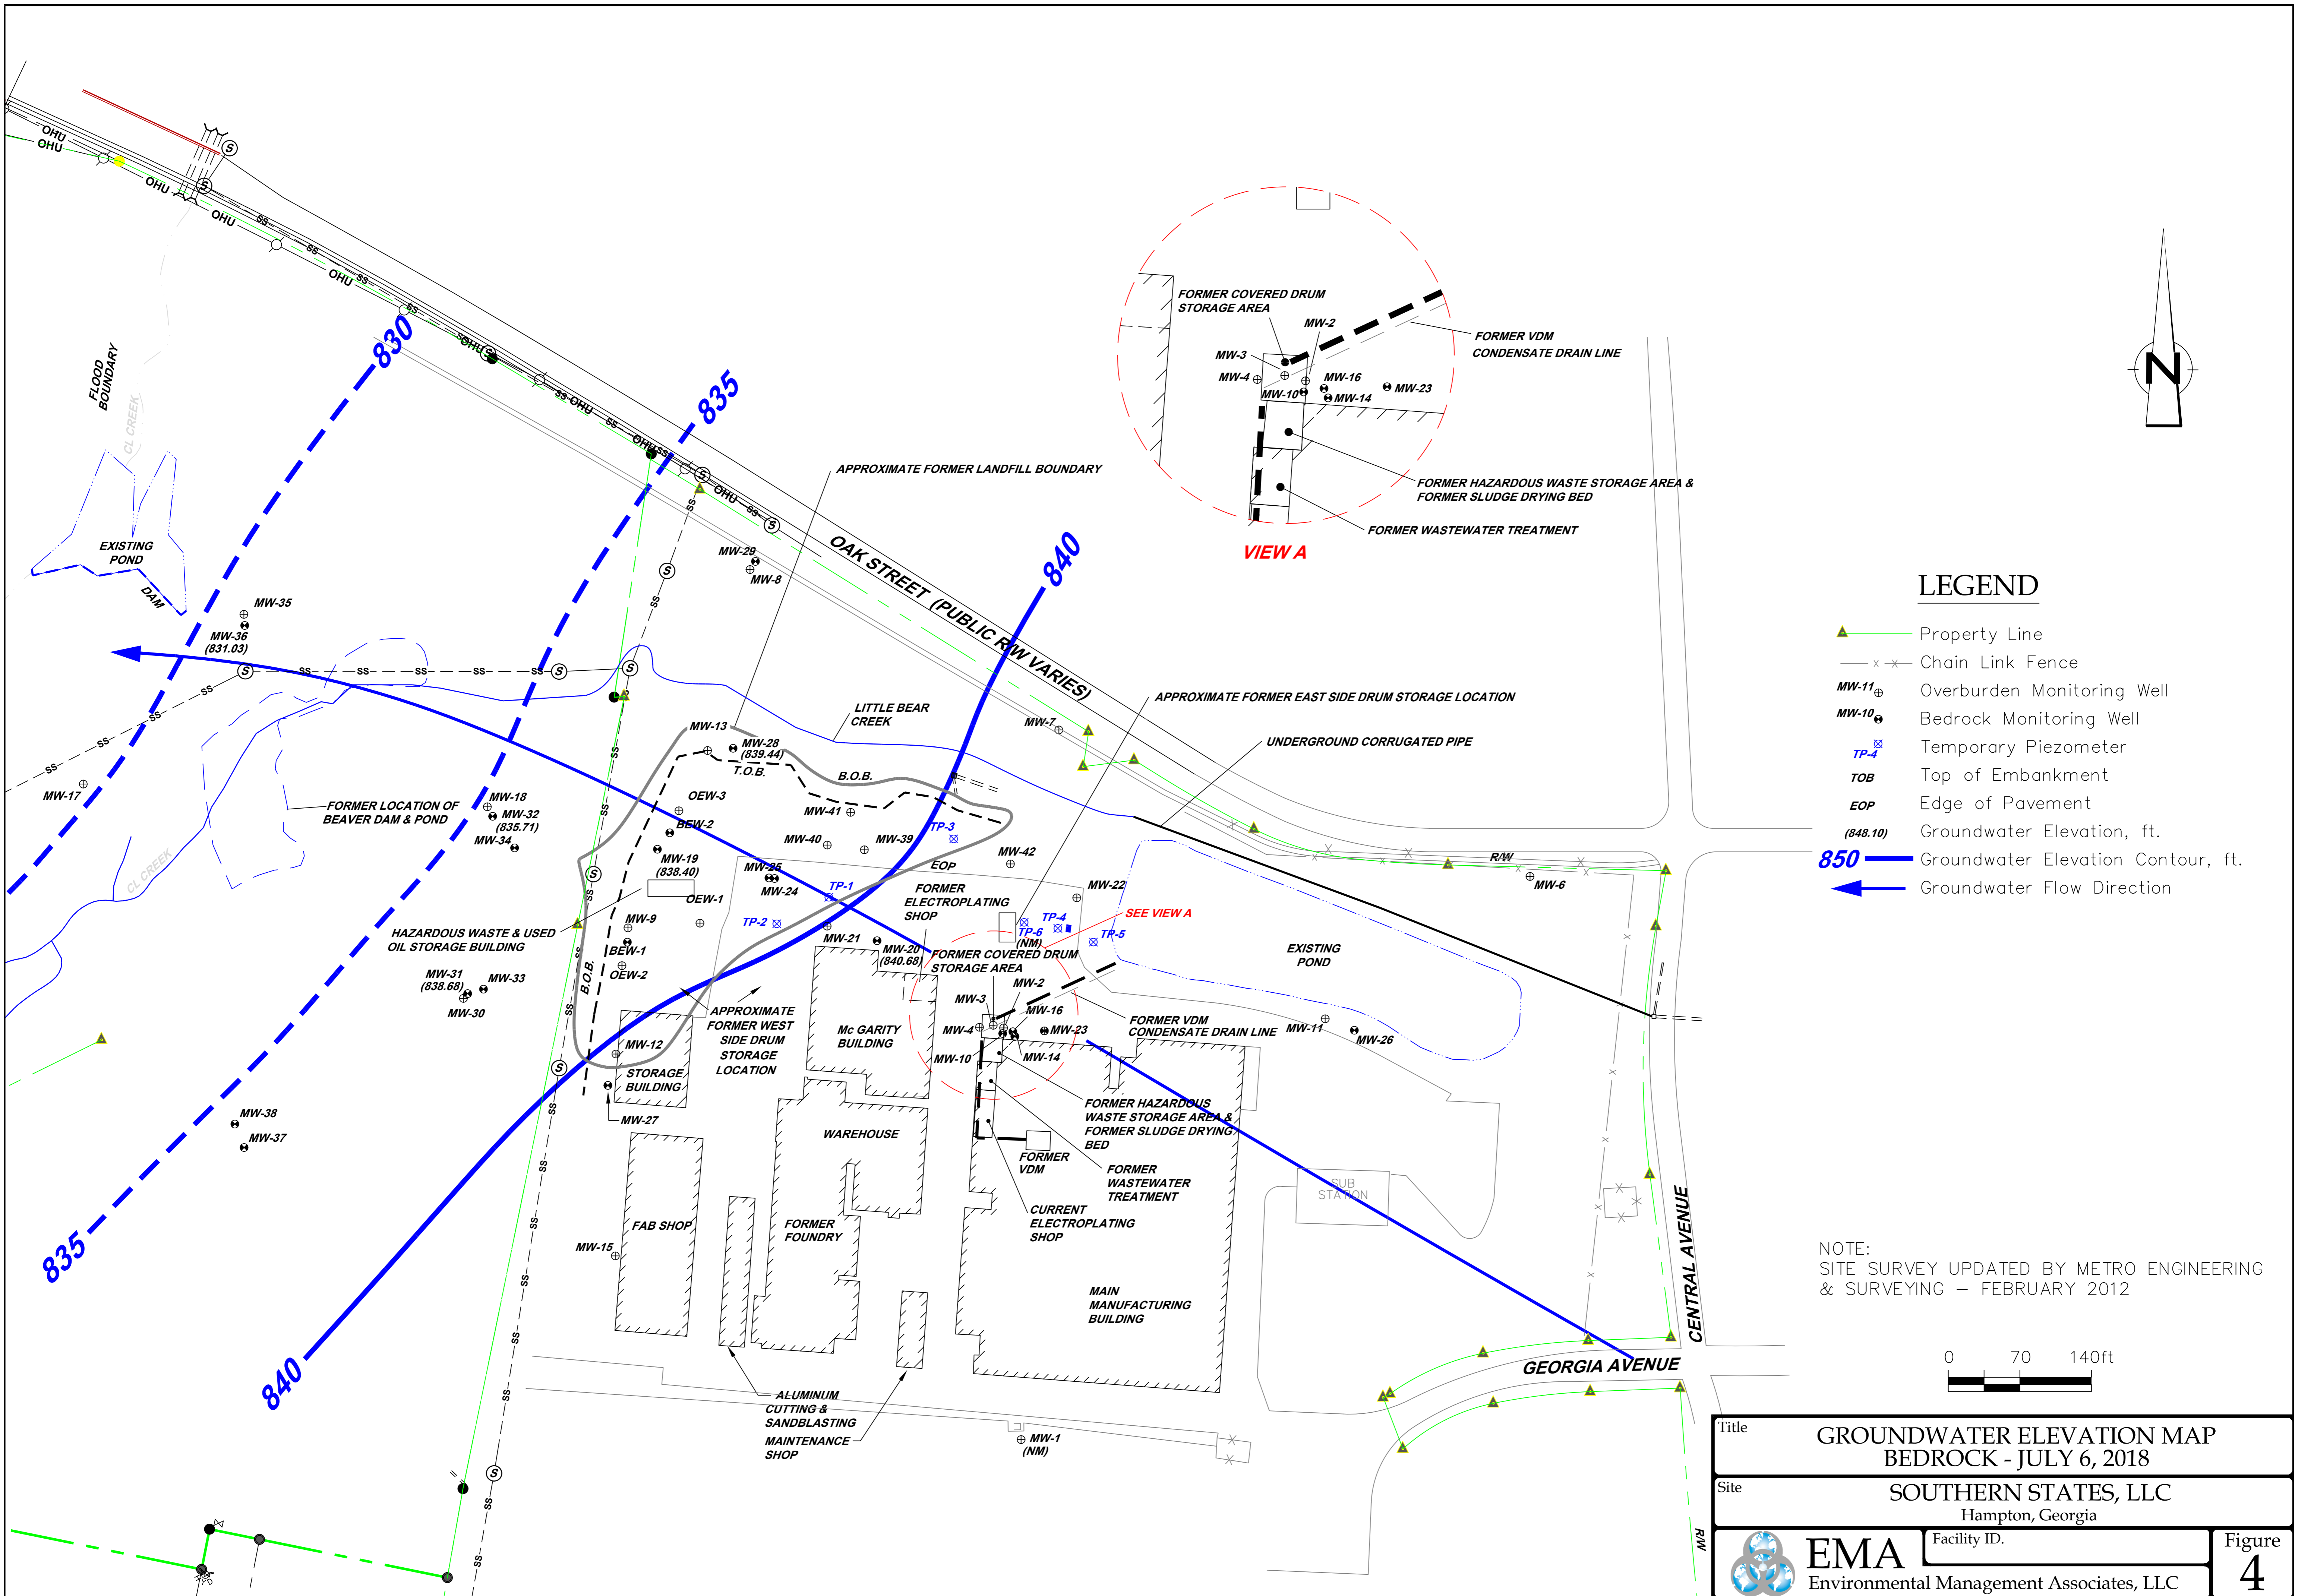 OHU
OHU
OHU
OHU
OHU
OHU
OHU
OHU
OHU
S
S
S
S
S
SS
SS
SS
SS
SS
SS
SS
SS
830
835
840
FLOOD
BOUNDARY
CL CREEK
EXISTING
POND
DAM
MW-35
MW-36
(831.03)
MW-29
MW-8
APPROXIMATE FORMER LANDFILL BOUNDARY
OAK STREET (PUBLIC R/W VARIES)
FORMER COVERED DRUM
STORAGE AREA
MW-2
MW-3
MW-4
MW-10
MW-16
MW-14
MW-23
FORMER VDM
CONDENSATE DRAIN LINE
FORMER HAZARDOUS WASTE STORAGE AREA &
FORMER SLUDGE DRYING BED
FORMER WASTEWATER TREATMENT
VIEW A
N
LEGEND
Property Line
X X Chain Link Fence
MW-11 Overburden Monitoring Well
MW-10 Bedrock Monitoring Well
TP-4 Temporary Piezometer
TOB Top of Embankment
EOP Edge of Pavement
(848.10) Groundwater Elevation, ft.
850 Groundwater Elevation Contour, ft.
Groundwater Flow Direction
APPROXIMATE FORMER EAST SIDE DRUM STORAGE LOCATION
UNDERGROUND CORRUGATED PIPE
LITTLE BEAR
CREEK
MW-7
MW-13
MW-28
(839.44)
T.O.B.
B.O.B.
MW-17
FORMER LOCATION OF
BEAVER DAM & POND
MW-18
MW-32
(835.71)
MW-34
CL CREEK
OEW-3
BEW-2
MW-19
(838.40)
MW-41
MW-40
MW-39
TP-3
EOP
MW-42
MW-25
MW-24
TP-1
TP-2
OEW-1
MW-9
BEW-1
OEW-2
HAZARDOUS WASTE & USED
OIL STORAGE BUILDING
B.O.B.
FORMER
ELECTROPLATING
SHOP
MW-22
SEE VIEW A
TP-4
TP-6
(NM)
TP-5
MW-21
MW-20
(840.68)
FORMER COVERED DRUM
STORAGE AREA
EXISTING
POND
R/W
MW-6
MW-31
(838.68)
MW-33
MW-30
MW-2
MW-3
MW-16
MW-4
MW-23
MW-10
MW-14
FORMER VDM
CONDENSATE DRAIN LINE
MW-11
MW-26
APPROXIMATE
FORMER WEST
SIDE DRUM
STORAGE
LOCATION
Mc GARITY
BUILDING
MW-12
STORAGE
BUILDING
MW-27
MW-38
MW-37
FORMER HAZARDOUS
WASTE STORAGE AREA &
FORMER SLUDGE DRYING
BED
WAREHOUSE
FORMER
VDM
FORMER
WASTEWATER
TREATMENT
CURRENT
ELECTROPLATING
SHOP
SUB
STATION
FAB SHOP
FORMER
FOUNDRY
MW-15
MAIN
MANUFACTURING
BUILDING
835
840
CENTRAL AVENUE
GEORGIA AVENUE
ALUMINUM
CUTTING &
SANDBLASTING
MAINTENANCE
SHOP
MW-1
(NM)
R/W
NOTE:
SITE SURVEY UPDATED BY METRO ENGINEERING
& SURVEYING – FEBRUARY 2012
0 70 140ft
Title
GROUNDWATER ELEVATION MAP
BEDROCK - JULY 6, 2018
Site
SOUTHERN STATES, LLC
Hampton, Georgia
EMA
Environmental Management Associates, LLC
Facility ID.
Figure
4